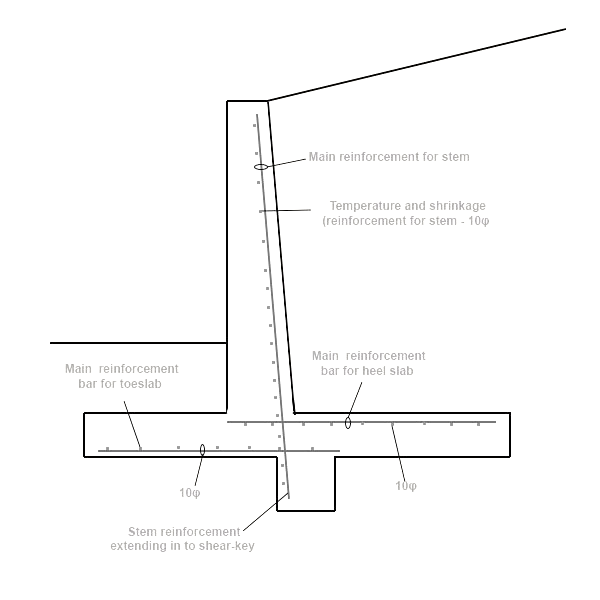 Main reinforcement for stem
Temperature and shrinkage
(reinforcement for stem - 10φ
Main reinforcement
bar for heel slab
Main reinforcement
bar for toeslab
10φ
10φ
Stem reinforcement
extending in to shear-key